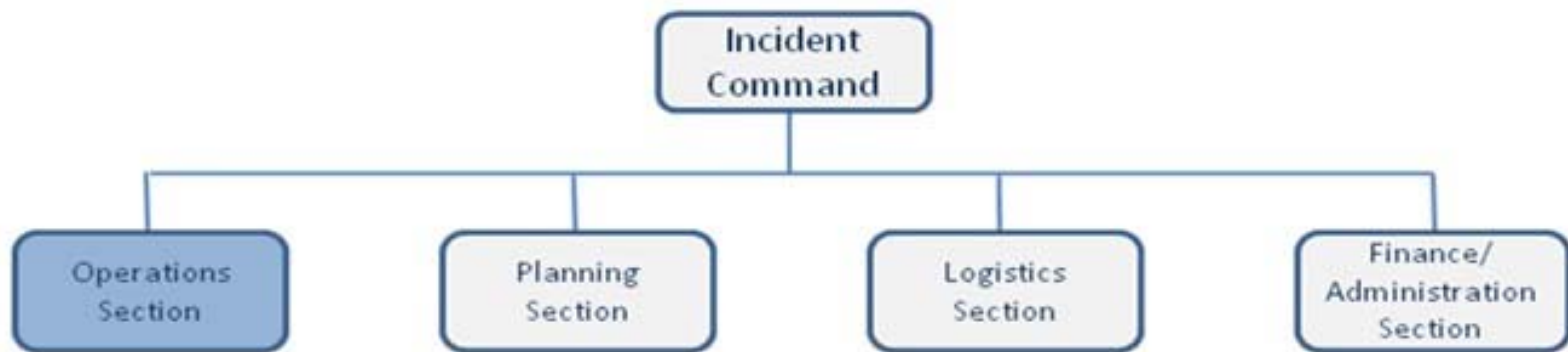 Incident
Command
Operations
Section
Planning
Section
Logistics
Section
Finance/
Administration
Section